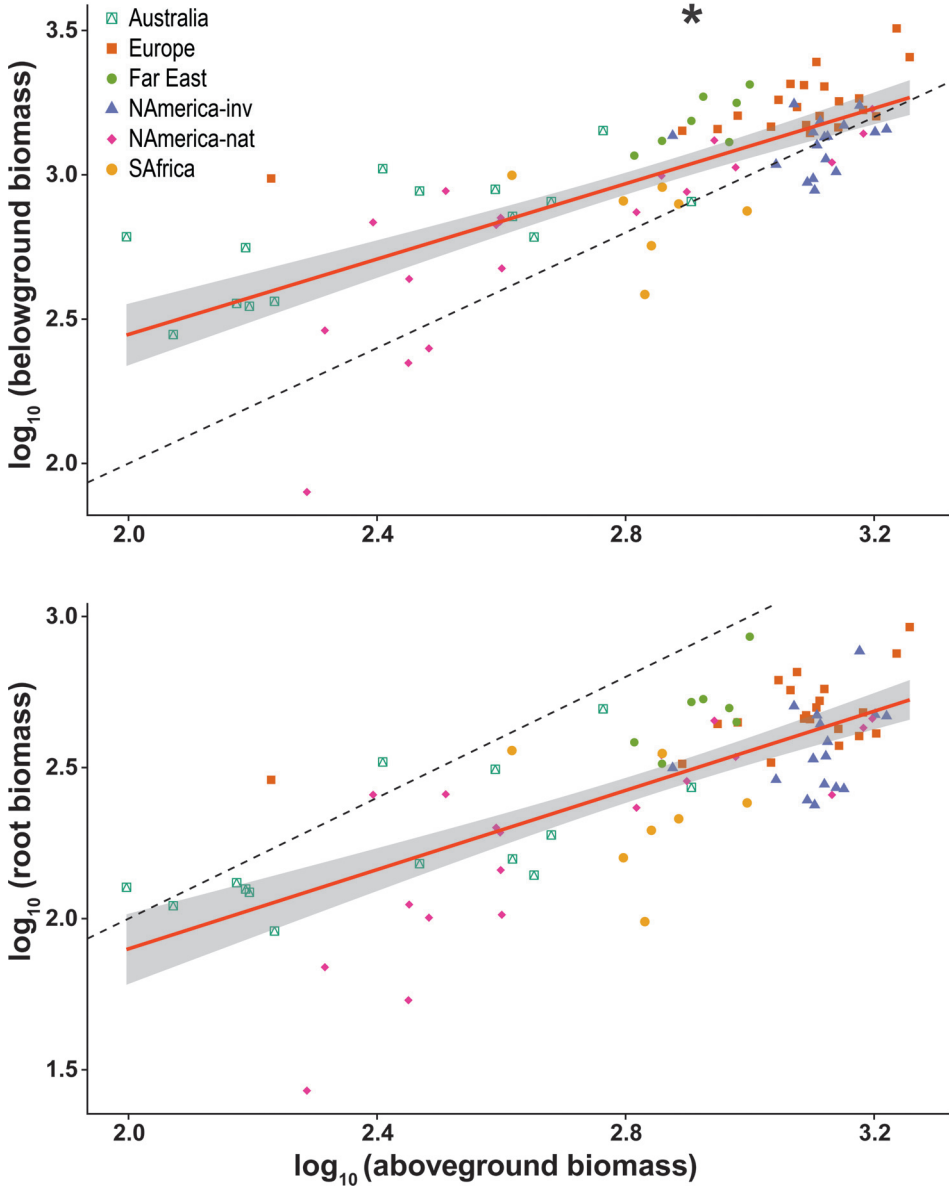 3.5
3.0
2.5
2.0
log10 (belowground biomass)
Australia
Europe
Far East
NAmerica-inv
NAmerica-nat
SAfrica
*
2.0 2.4 2.8 3.2
3.0
2.5
2.0
1.5
log10 (root biomass)
2.0 2.4 2.8 3.2
log10 (aboveground biomass)